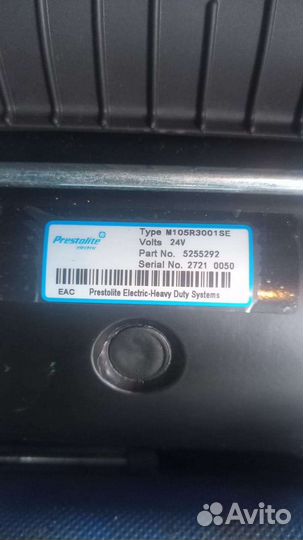 Prestolite
ELECTRIC
Type M105R3001SE
Volts 24V
Part No. 5255292
Serial No. 2721 0050
EAC Prestolite Electric-Heavy Duty Systems
Avito